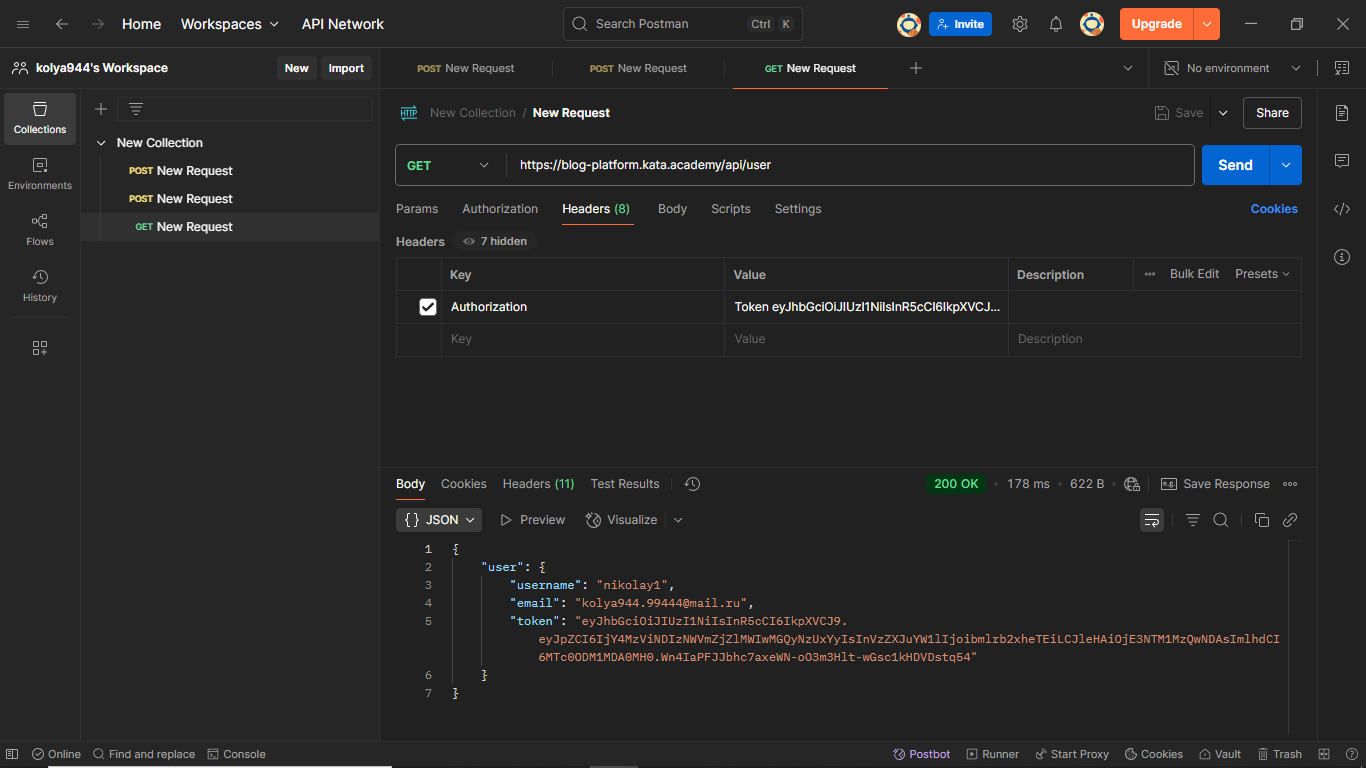 Home
Workspaces
API Network
Search Postman
Ctrl K
Invite
Upgrade
kolya944's Workspace
New
Import
POST New Request
POST New Request
GET New Request
No environment
Collections
Environments
Flows
History
New Collection
POST New Request
POST New Request
GET New Request
HTTP
New Collection / New Request
Save
Share
GET
https://blog-platform.kata.academy/api/user
Send
Params
Authorization
Headers (8)
Body
Scripts
Settings
Cookies
Headers
7 hidden
Key
Value
Description
Bulk Edit
Presets
Authorization
Token eyJhbGciOiJIUzI1NiIsInR5cCI6IkpXVCJ...
Key
Value
Description
Body
Cookies
Headers (11)
Test Results
200 OK
178 ms
622 B
e.g.
Save Response
{} JSON
Preview
Visualize
1 {
2 "user": {
3 "username": "nikolay1",
4 "email": "kolya944.99444@mail.ru",
5 "token": "eyJhbGciOiJIUzI1NiIsInR5cCI6IkpXVCJ9.
eyJpZCI6IjY4MzViNDIzNWVmZjZlMWIwMGQyNzUxYyIsInVzZXJuYW1lIjoibmlrb2xheTEiLCJleHAiOjE3NTM1MzQwNDAsImlhdCI
6MTc0ODM1MDA0MH0.Wn4IaPFJJbhc7axeWN-oO3m3Hlt-wGsc1kHDVDstq54"
6 }
7 }
Online
Find and replace
Console
Postbot
Runner
Start Proxy
Cookies
Vault
Trash